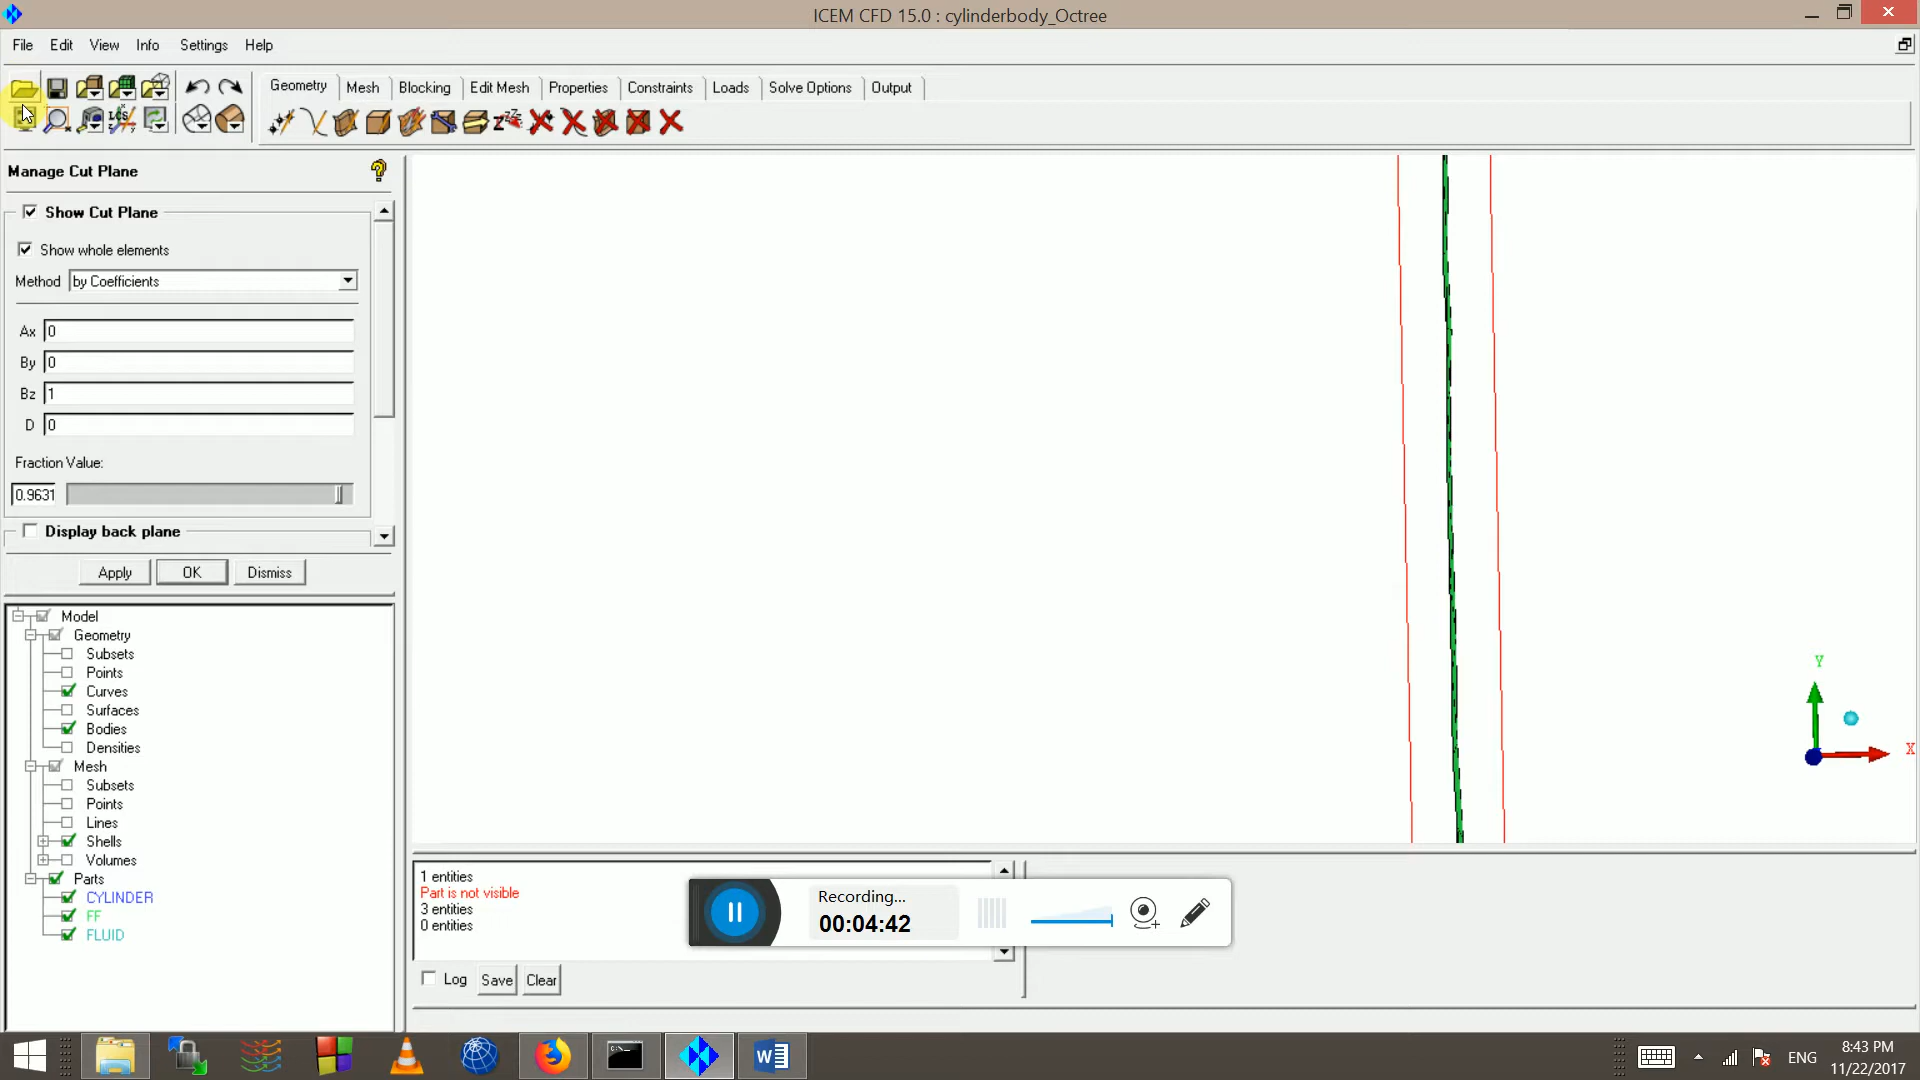 ICEM CFD 15.0 : cylinderbody_Octree
File Edit View Info Settings Help
Geometry Mesh Blocking Edit Mesh Properties Constraints Loads Solve Options Output
LCS
Manage Cut Plane
Show Cut Plane
Show whole elements
Method by Coefficients
Ax 0
By 0
Bz 1
D 0
Fraction Value:
0.9631
Display back plane
Apply OK Dismiss
Model
Geometry
Subsets
Points
Curves
Surfaces
Bodies
Densities
Mesh
Subsets
Points
Lines
Shells
Volumes
Parts
CYLINDER
FF
FLUID
Y
X
1 entities
Part is not visible
3 entities
0 entities
Log Save Clear
Recording...
00:04:42
ENG
8:43 PM
11/22/2017